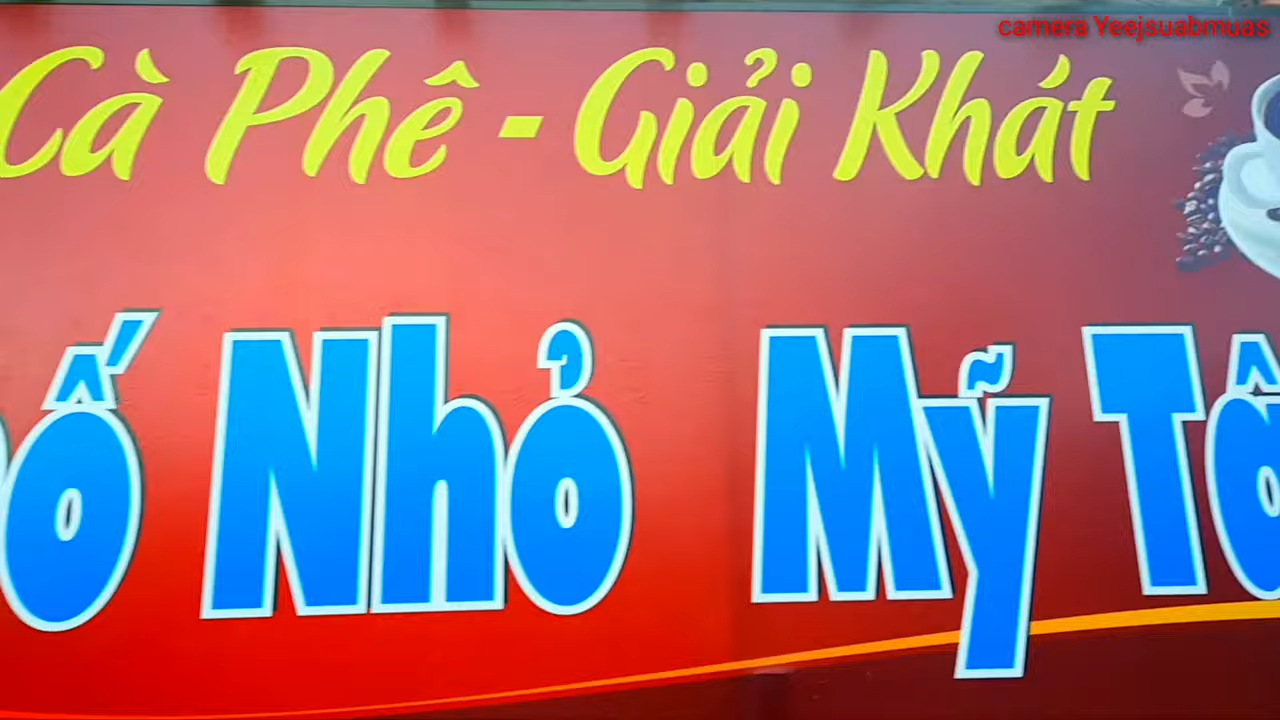 camera Yeejsuabmuas
Cà Phê - Giải Khát
Nhỏ Mỹ